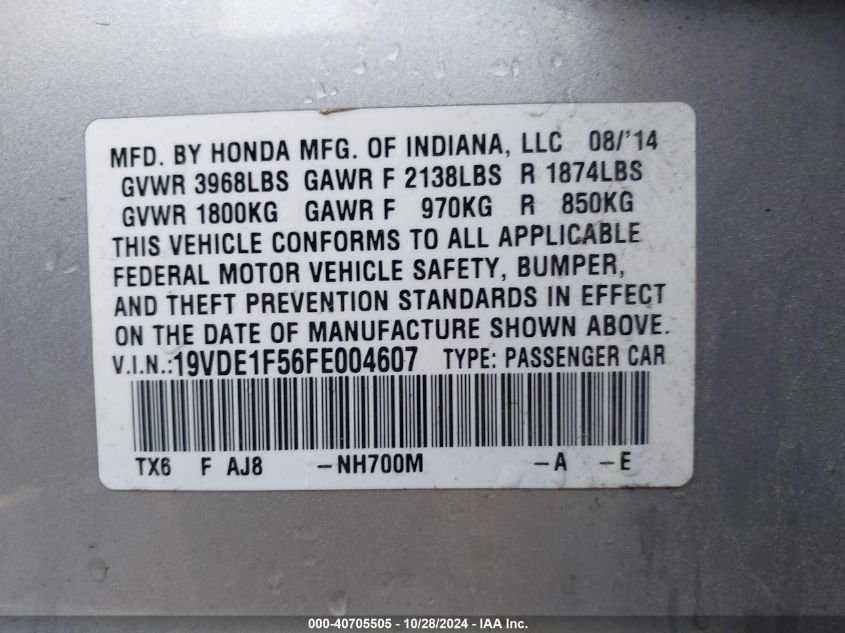 MFD. BY HONDA MFG. OF INDIANA, LLC 08/'14
GVWR 3968LBS GAWR F 2138LBS R 1874LBS
GVWR 1800KG GAWR F 970KG R 850KG
THIS VEHICLE CONFORMS TO ALL APPLICABLE
FEDERAL MOTOR VEHICLE SAFETY, BUMPER,
AND THEFT PREVENTION STANDARDS IN EFFECT
ON THE DATE OF MANUFACTURE SHOWN ABOVE.
V.I.N.:19VDE1F56FE004607 TYPE: PASSENGER CAR
TX6 F AJ8 -NH700M -A -E
000-40705505 - 10/28/2024 - IAA Inc.